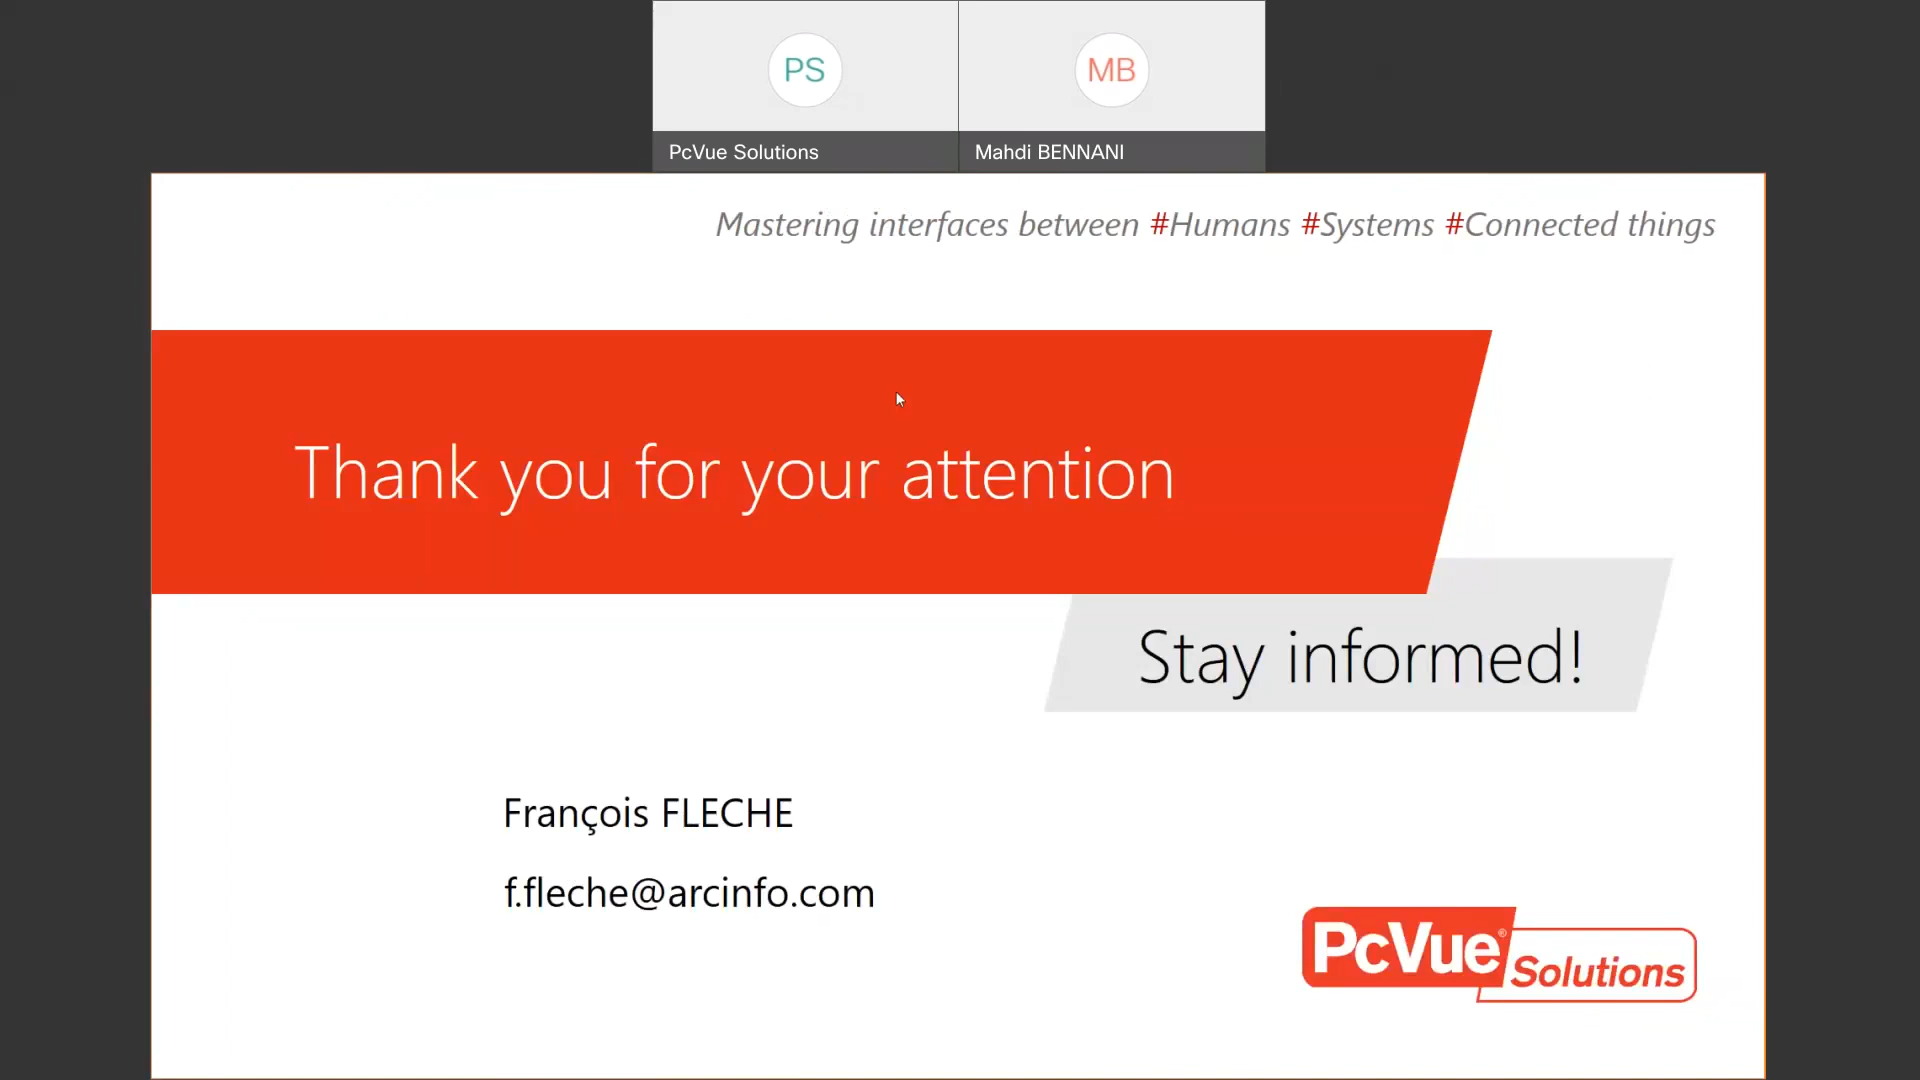 PS
MB
PcVue Solutions
Mahdi BENNANI
Mastering interfaces between #Humans #Systems #Connected things
Thank you for your attention
Stay informed!
François FLECHE
f.fleche@arcinfo.com
PcVue® Solutions